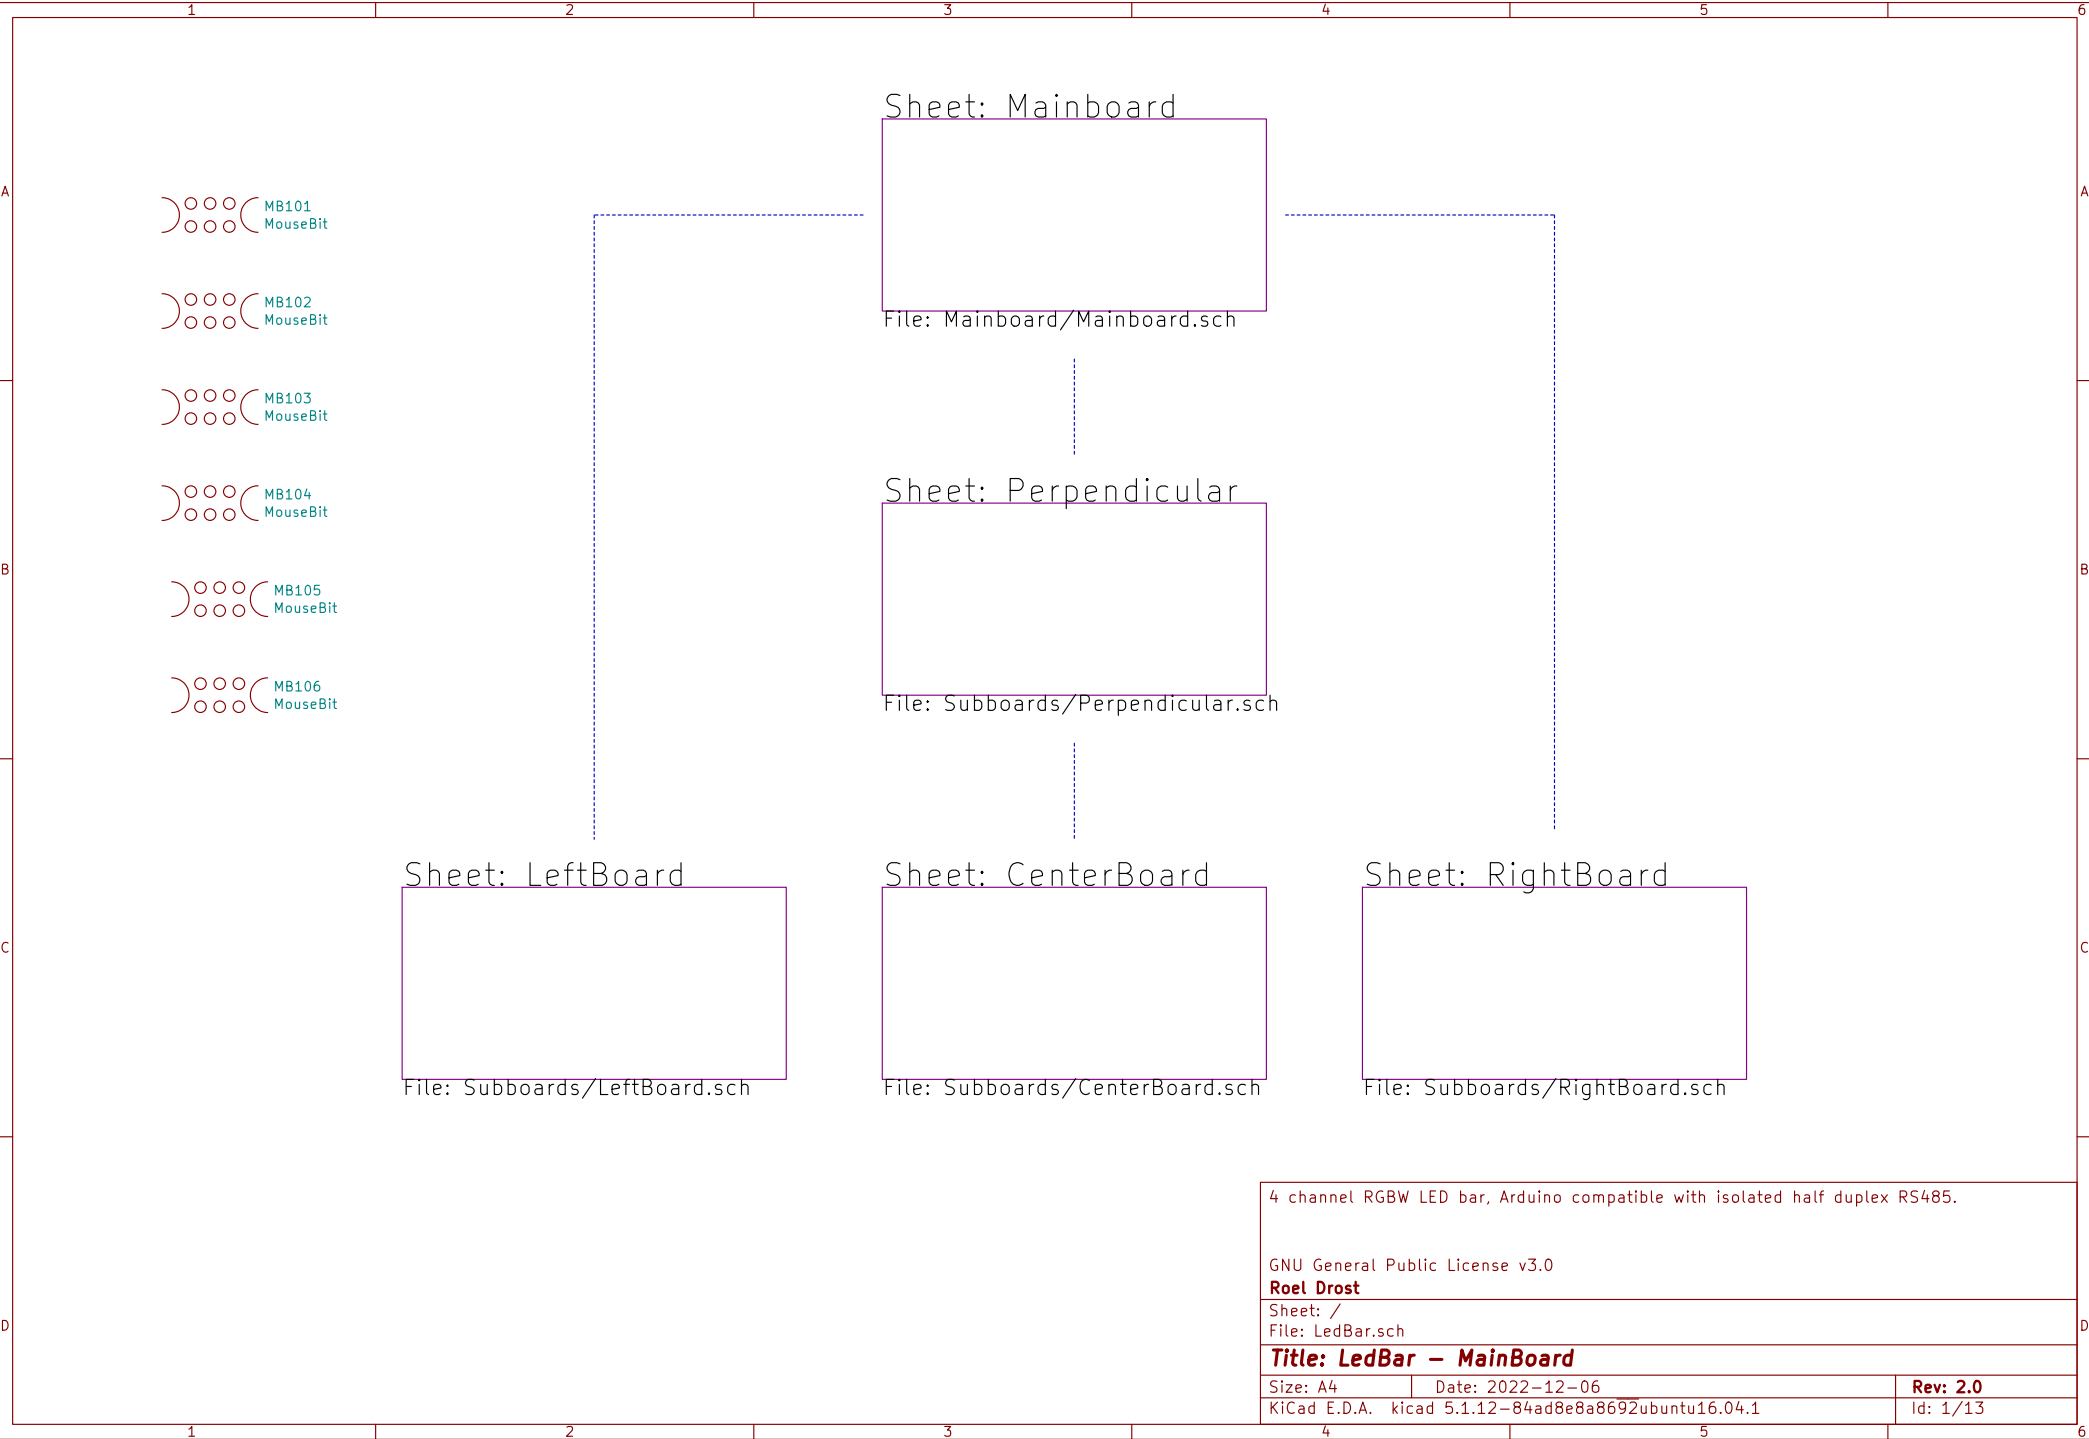 1 2 3 4 5 6
Sheet: Mainboard
File: Mainboard/Mainboard.sch
A A
MB101
MouseBit
MB102
MouseBit
MB103
MouseBit
MB104
MouseBit
Sheet: Perpendicular
File: Subboards/Perpendicular.sch
B B
MB105
MouseBit
MB106
MouseBit
Sheet: LeftBoard
File: Subboards/LeftBoard.sch
Sheet: CenterBoard
File: Subboards/CenterBoard.sch
Sheet: RightBoard
File: Subboards/RightBoard.sch
C C
4 channel RGBW LED bar, Arduino compatible with isolated half duplex RS485.
GNU General Public License v3.0
Roel Drost
Sheet: /
File: LedBar.sch
D D
Title: LedBar – MainBoard
Size: A4 Date: 2022–12–06 Rev: 2.0
KiCad E.D.A. kicad 5.1.12–84ad8e8a8692ubuntu16.04.1 Id: 1/13
1 2 3 4 5 6